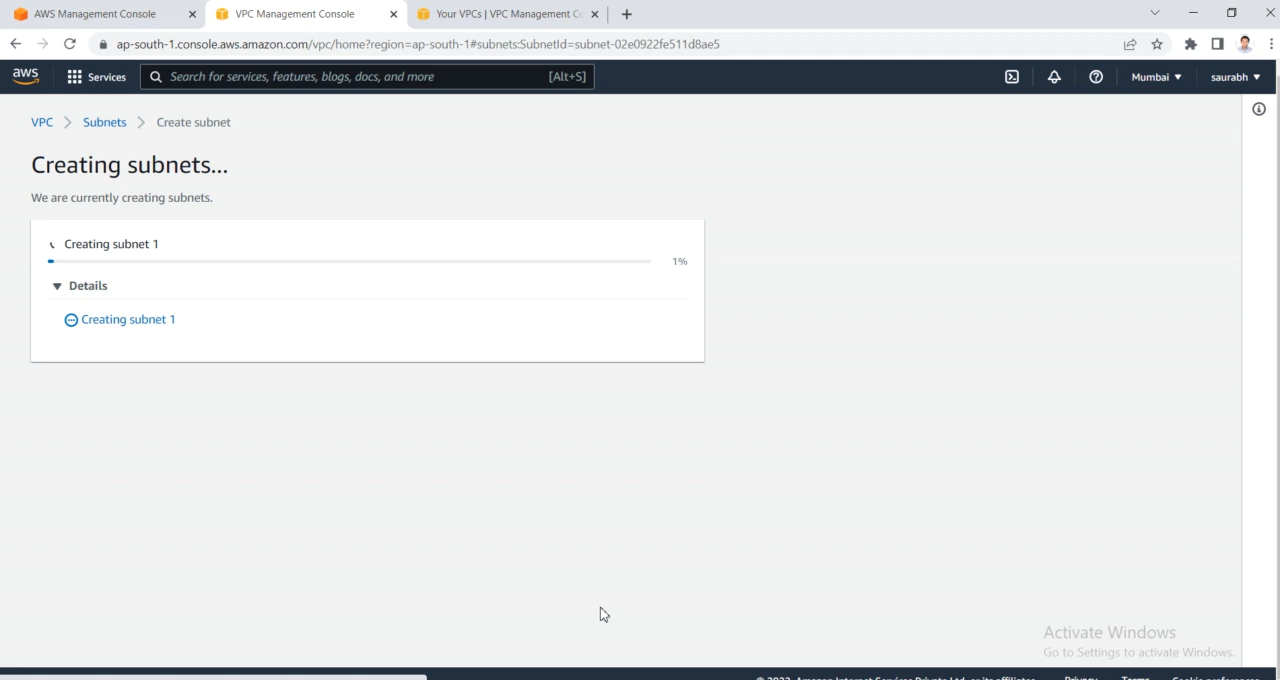 AWS Management Console
VPC Management Console
Your VPCs | VPC Management Co
ap-south-1.console.aws.amazon.com/vpc/home?region=ap-south-1#subnets:SubnetId=subnet-02e0922fe511d8ae5
aws
Services
Search for services, features, blogs, docs, and more
[Alt+S]
Mumbai
saurabh
VPC
Subnets
Create subnet
Creating subnets...
We are currently creating subnets.
Creating subnet 1
1%
Details
Creating subnet 1
Activate Windows
Go to Settings to activate Windows.
Amazon Internet Services Private Ltd. or its affiliates.
Privacy
Terms
Cookie preferences